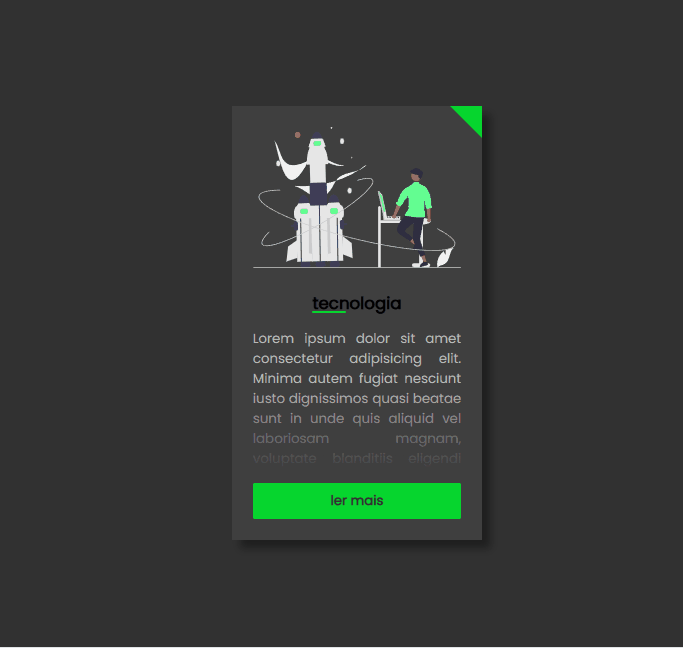 tecnologia
Lorem ipsum dolor sit amet
consectetur adipisicing elit.
Minima autem fugiat nesciunt
iusto dignissimos quasi beatae
sunt in unde quis aliquid vel
laboriosam magnam,
voluptate blanditiis eligendi
ler mais